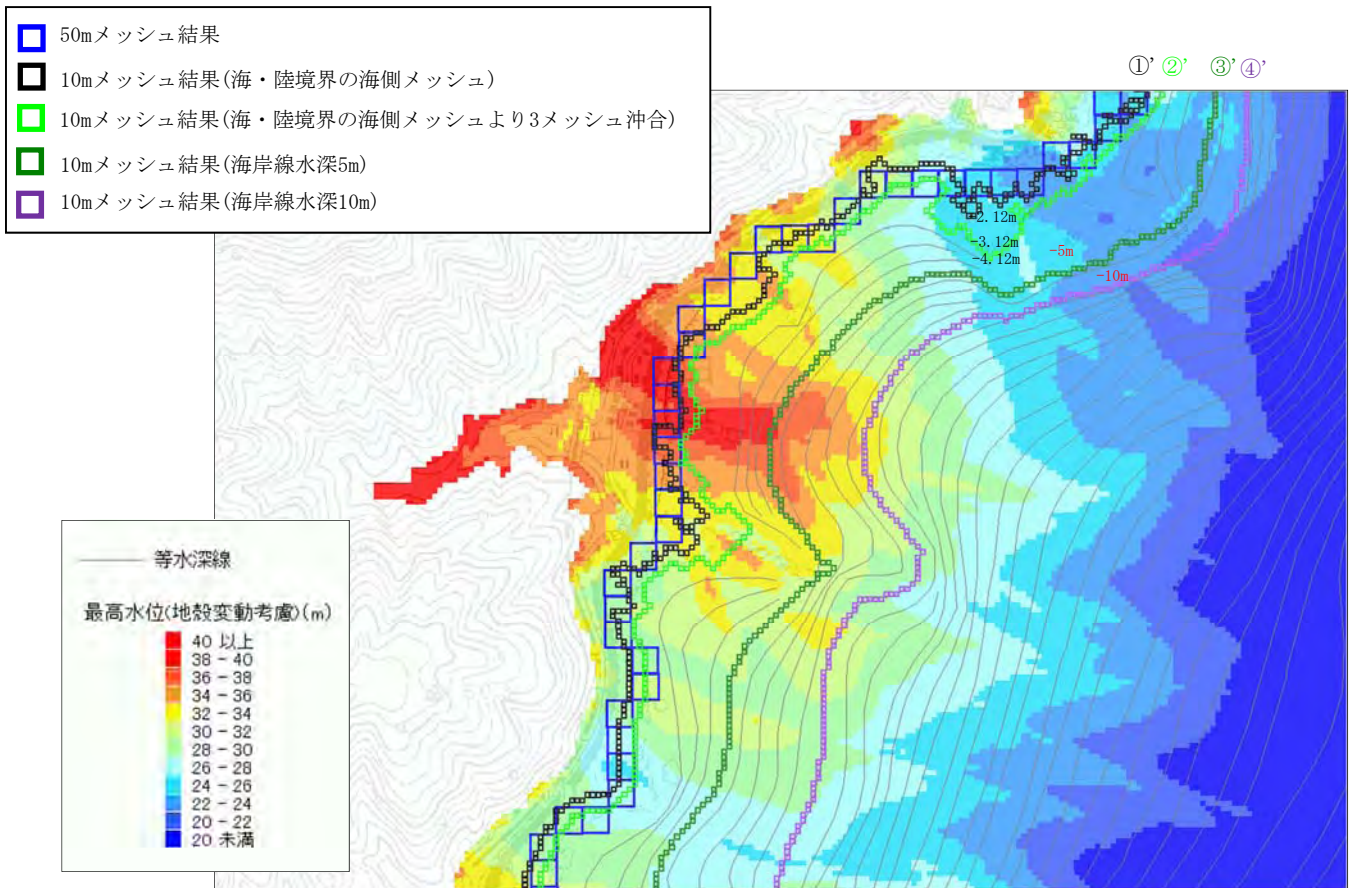 50mメッシュ結果
10mメッシュ結果(海・陸境界の海側メッシュ)
10mメッシュ結果(海・陸境界の海側メッシュより3メッシュ沖合)
10mメッシュ結果(海岸線水深5m)
10mメッシュ結果(海岸線水深10m)
①’ ②’ ③’ ④’
-2.12m
-3.12m
-4.12m
-5m
-10m
等水深線
最高水位(地殻変動考慮)(m)
40 以上
38 - 40
36 - 38
34 - 36
32 - 34
30 - 32
28 - 30
26 - 28
24 - 26
22 - 24
20 - 22
20 未満